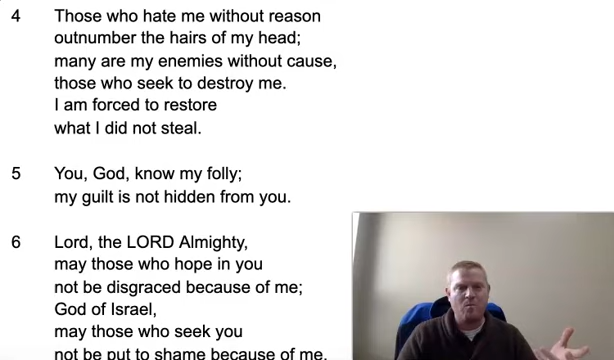 4 Those who hate me without reason
outnumber the hairs of my head;
many are my enemies without cause,
those who seek to destroy me.
I am forced to restore
what I did not steal.
5 You, God, know my folly;
my guilt is not hidden from you.
6 Lord, the LORD Almighty,
may those who hope in you
not be disgraced because of me;
God of Israel,
may those who seek you
not be put to shame because of me.